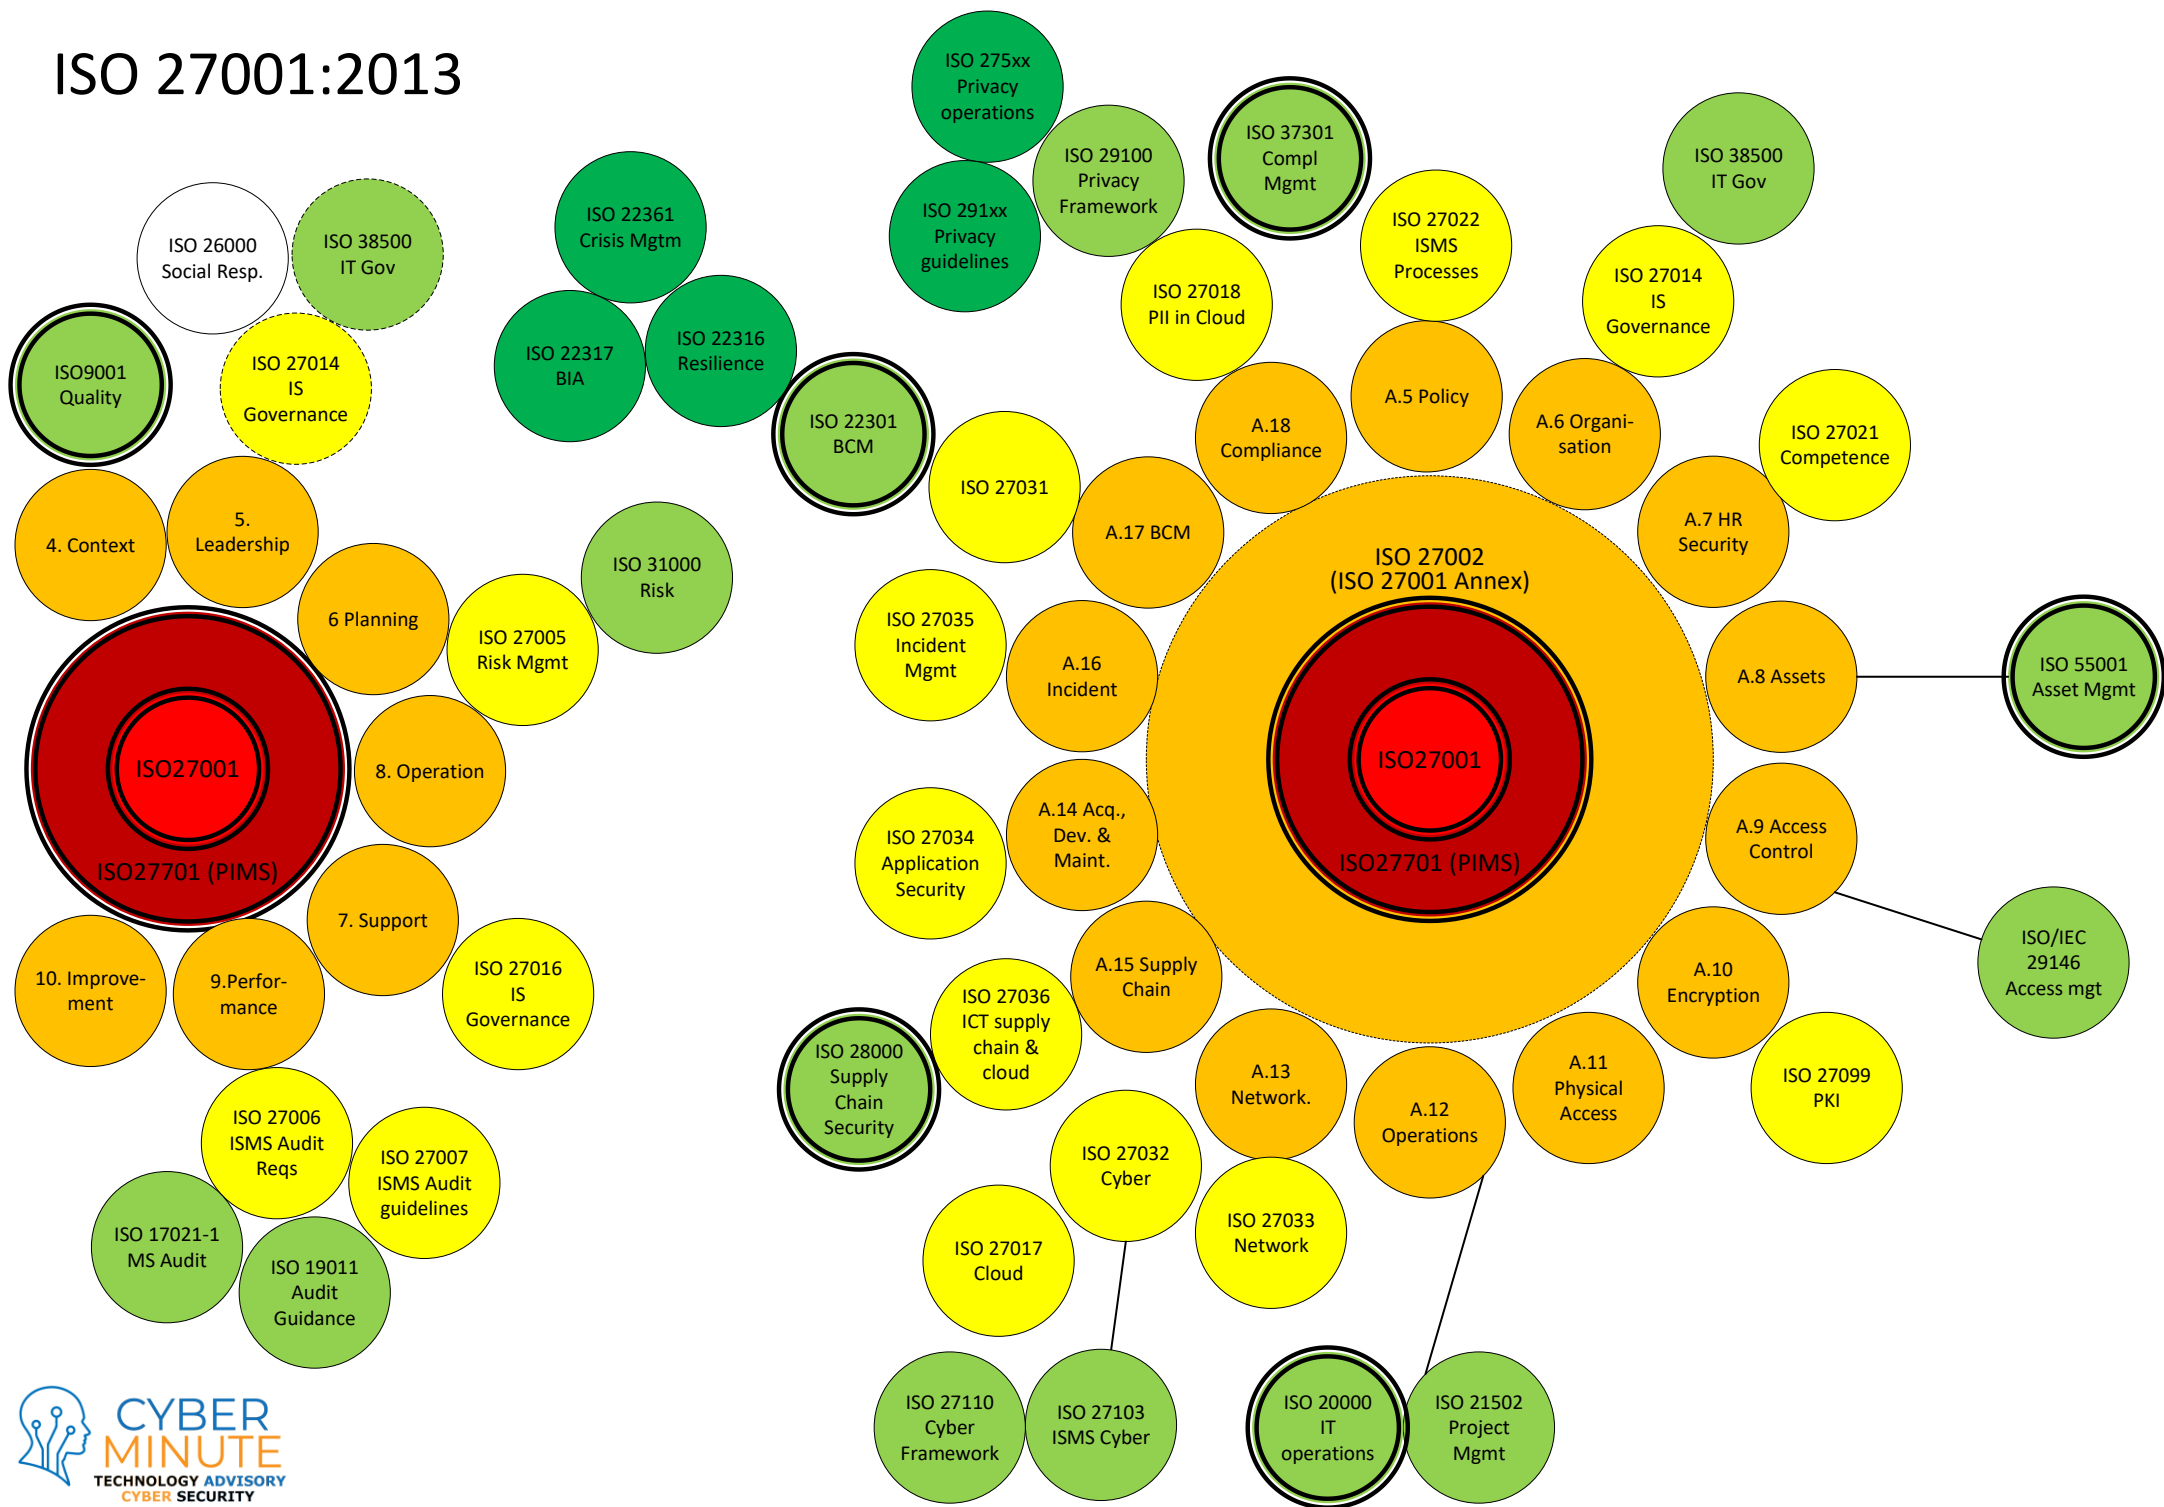 ISO 27001:2013
ISO 26000
Social Resp.
ISO 38500
IT Gov
ISO9001
Quality
ISO 27014
IS
Governance
4. Context
5.
Leadership
6 Planning
ISO 27005
Risk Mgmt
ISO 31000
Risk
ISO27001
ISO27701 (PIMS)
8. Operation
7. Support
ISO 27016
IS
Governance
10. Improve-
ment
9.Perfor-
mance
ISO 27006
ISMS Audit
Reqs
ISO 27007
ISMS Audit
guidelines
ISO 17021-1
MS Audit
ISO 19011
Audit
Guidance
ISO 22361
Crisis Mgtm
ISO 22317
BIA
ISO 22316
Resilience
ISO 22301
BCM
ISO 27031
A.17 BCM
ISO 275xx
Privacy
operations
ISO 291xx
Privacy
guidelines
ISO 29100
Privacy
Framework
ISO 27018
PII in Cloud
A.18
Compliance
ISO 37301
Compl
Mgmt
ISO 27022
ISMS
Processes
A.5 Policy
ISO 38500
IT Gov
ISO 27014
IS
Governance
A.6 Organi-
sation
ISO 27021
Competence
A.7 HR
Security
ISO 27002
(ISO 27001 Annex)
ISO27001
ISO27701 (PIMS)
A.8 Assets
ISO 55001
Asset Mgmt
A.9 Access
Control
ISO/IEC
29146
Access mgt
A.10
Encryption
ISO 27099
PKI
A.11
Physical
Access
A.12
Operations
ISO 20000
IT
operations
ISO 21502
Project
Mgmt
A.13
Network.
ISO 27033
Network
ISO 27032
Cyber
ISO 27017
Cloud
ISO 27110
Cyber
Framework
ISO 27103
ISMS Cyber
A.15 Supply
Chain
ISO 27036
ICT supply
chain &
cloud
ISO 28000
Supply
Chain
Security
A.14 Acq.,
Dev. &
Maint.
ISO 27034
Application
Security
A.16
Incident
ISO 27035
Incident
Mgmt
CYBER
MINUTE
TECHNOLOGY ADVISORY
CYBER SECURITY